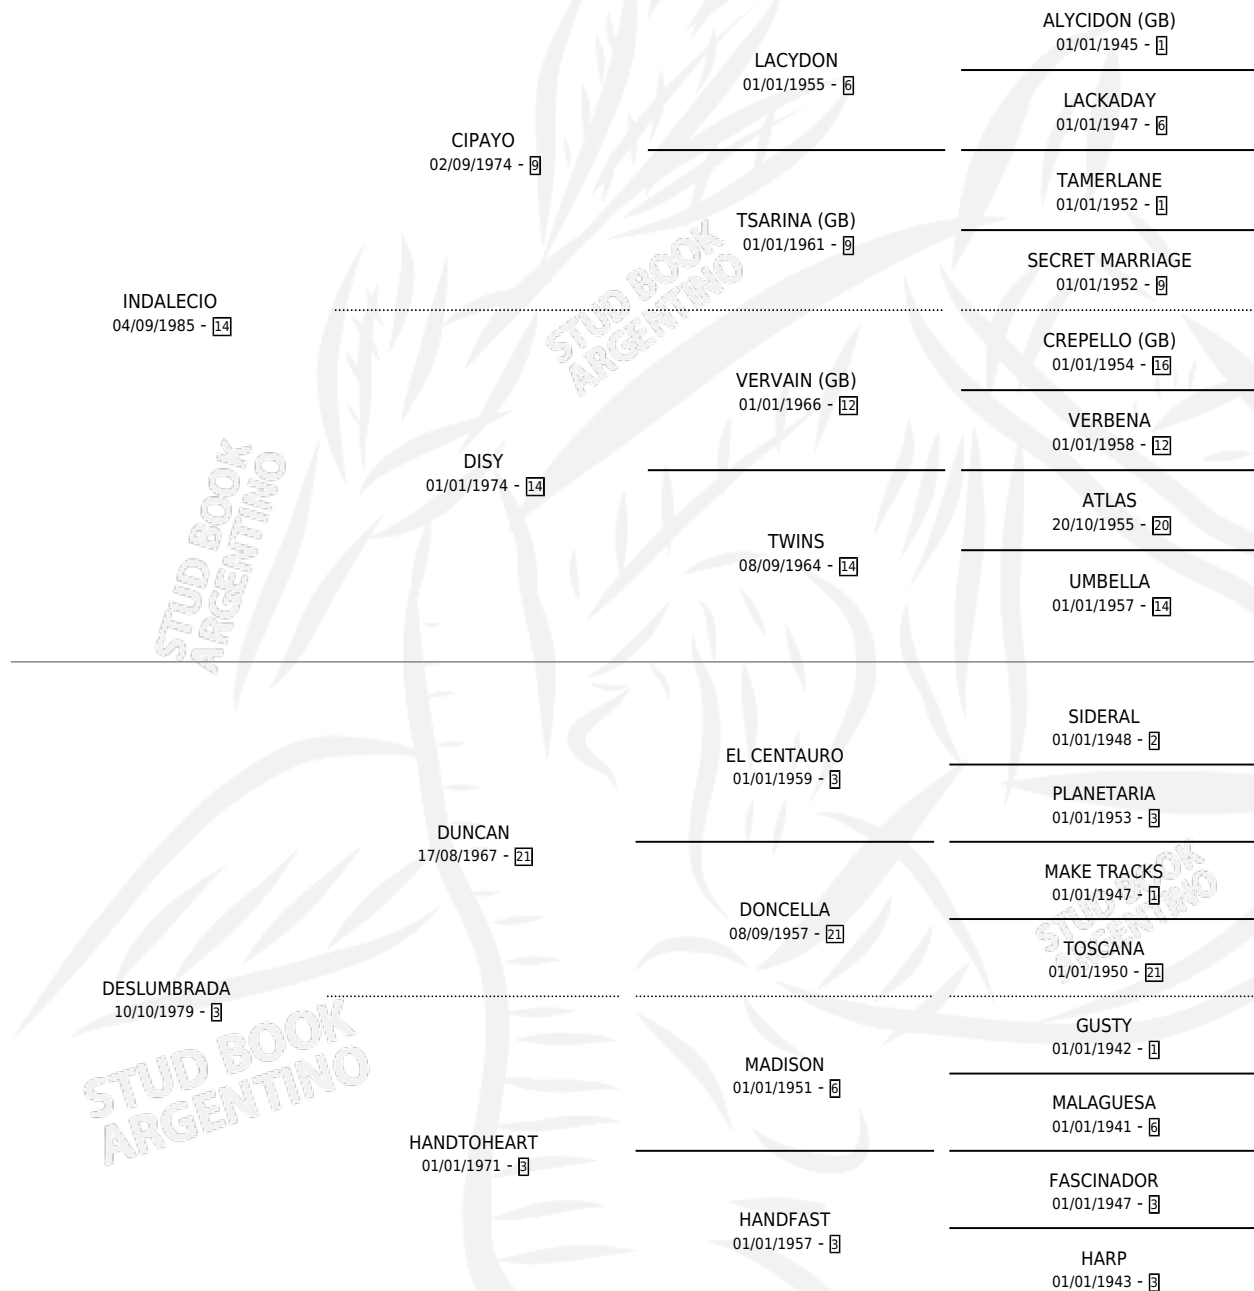 ALYCIDON (GB)
01/01/1945 - 1
LACYDON
01/01/1955 - 6
LACKADAY
01/01/1947 - 6
CIPAYO
02/09/1974 - 9
TAMERLANE
01/01/1952 - 1
TSARINA (GB)
01/01/1961 - 9
SECRET MARRIAGE
01/01/1952 - 9
INDALECIO
04/09/1985 - 14
STUD BOOK
ARGENTINO
CREPELLO (GB)
01/01/1954 - 16
VERVAIN (GB)
01/01/1966 - 12
VERBENA
01/01/1958 - 12
DISY
01/01/1974 - 14
ATLAS
20/10/1955 - 20
TWINS
08/09/1964 - 14
UMBELLA
01/01/1957 - 14
STUD BOOK
ARGENTINO
SIDERAL
01/01/1948 - 2
EL CENTAURO
01/01/1959 - 3
PLANETARIA
01/01/1953 - 3
DUNCAN
17/08/1967 - 21
MAKE TRACKS
01/01/1947 - 1
DONCELLA
08/09/1957 - 21
STUD BOOK
ARGENTINO
TOSCANA
01/01/1950 - 21
DESLUMBRADA
10/10/1979 - 3
STUD BOOK
ARGENTINO
GUSTY
01/01/1942 - 1
MADISON
01/01/1951 - 6
MALAGUESA
01/01/1941 - 6
HANDTOHEART
01/01/1971 - 3
FASCINADOR
01/01/1947 - 3
HANDFAST
01/01/1957 - 3
HARP
01/01/1943 - 3